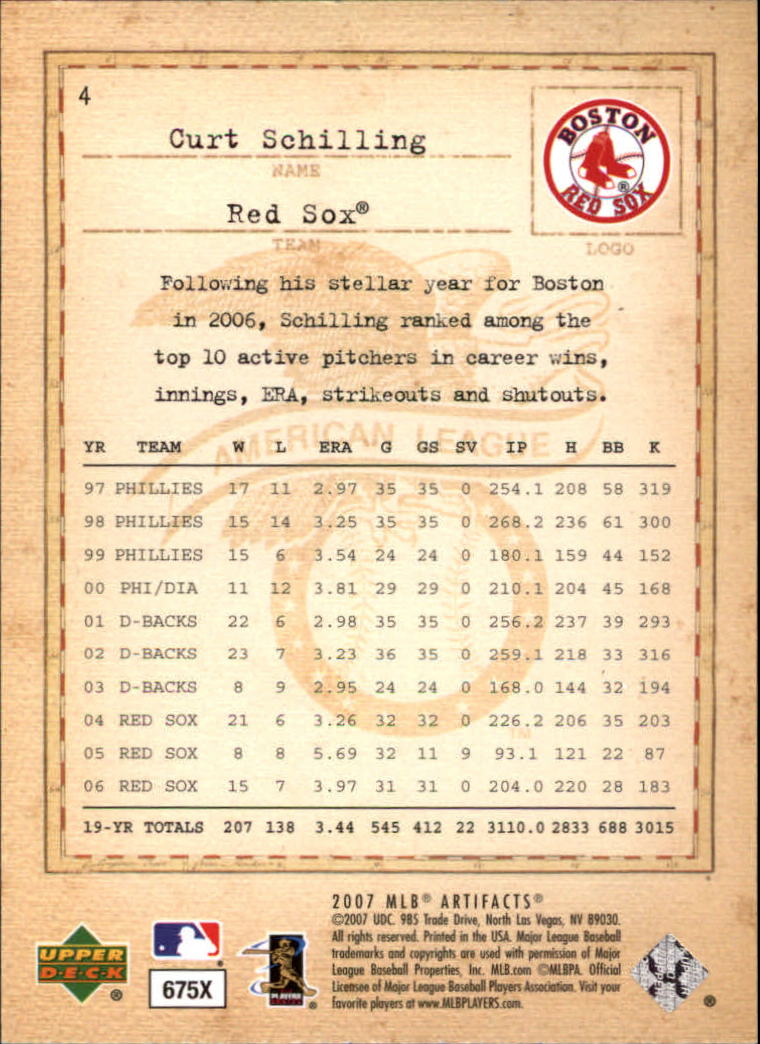 4
Curt Schilling
NAME
BOSTON
RED SOX®
Red Sox®
TEAM
LOGO
Following his stellar year for Boston
in 2006, Schilling ranked among the
top 10 active pitchers in career wins,
innings, ERA, strikeouts and shutouts.
AMERICAN LEAGUE
YR TEAM W L ERA G GS SV IP H BB K
97 PHILLIES 17 11 2.97 35 35 0 254.1 208 58 319
98 PHILLIES 15 14 3.25 35 35 0 268.2 236 61 300
99 PHILLIES 15 6 3.54 24 24 0 180.1 159 44 152
00 PHI/DIA 11 12 3.81 29 29 0 210.1 204 45 168
01 D-BACKS 22 6 2.98 35 35 0 256.2 237 39 293
02 D-BACKS 23 7 3.23 36 35 0 259.1 218 33 316
03 D-BACKS 8 9 2.95 24 24 0 168.0 144 32 194
04 RED SOX 21 6 3.26 32 32 0 226.2 206 35 203
TM
05 RED SOX 8 8 5.69 32 11 9 93.1 121 22 87
06 RED SOX 15 7 3.97 31 31 0 204.0 220 28 183
19-YR TOTALS 207 138 3.44 545 412 22 3110.0 2833 688 3015
2007 MLB® ARTIFACTS®
©2007 UDC. 985 Trade Drive, North Las Vegas, NV 89030.
All rights reserved. Printed in the USA. Major League Baseball
trademarks and copyrights are used with permission of Major
League Baseball Properties, Inc. MLB.com ©MLBPA. Official
Licensee of Major League Baseball Players Association. Visit your
favorite players at www.MLBPLAYERS.com.
UPPER
D·E·C·K
®
675X
PLAYERS
®
®